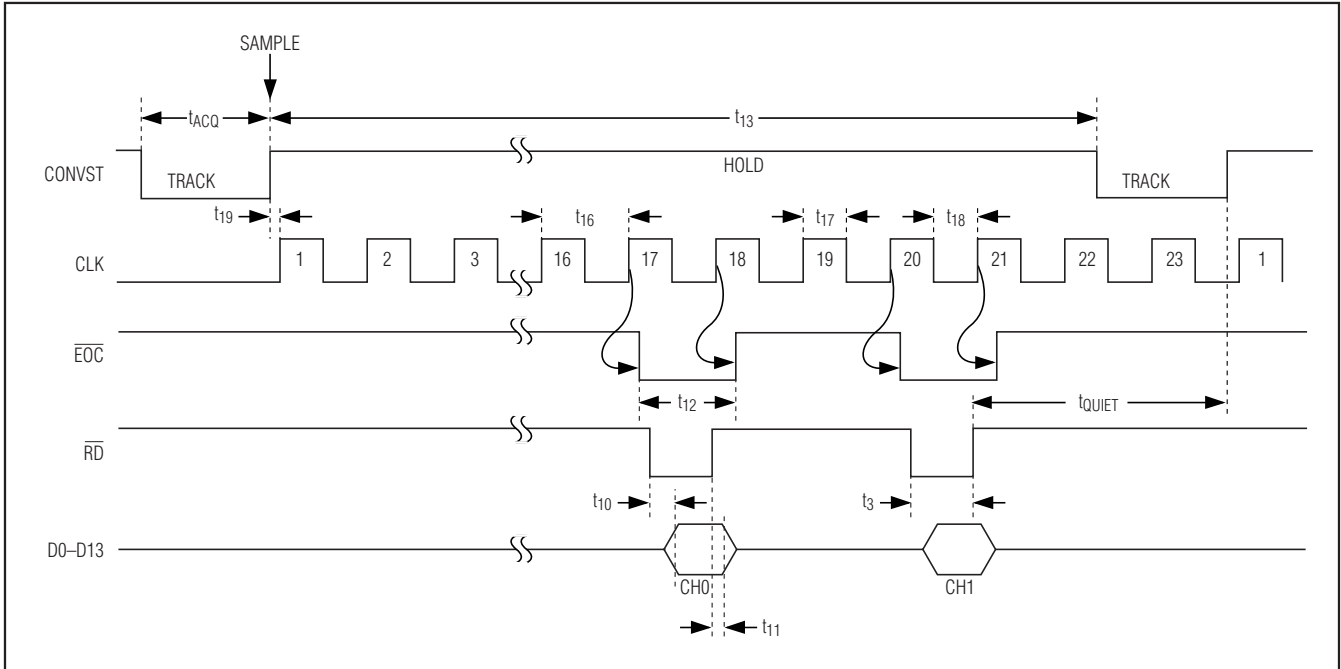 SAMPLE
tACQ
t13
CONVST
TRACK
HOLD
TRACK
t19
t16
t17
t18
CLK
1 2 3 16 17 18 19 20 21 22 23 1
EOC
t12
tQUIET
RD
t10
t3
D0–D13
CH0
CH1
t11